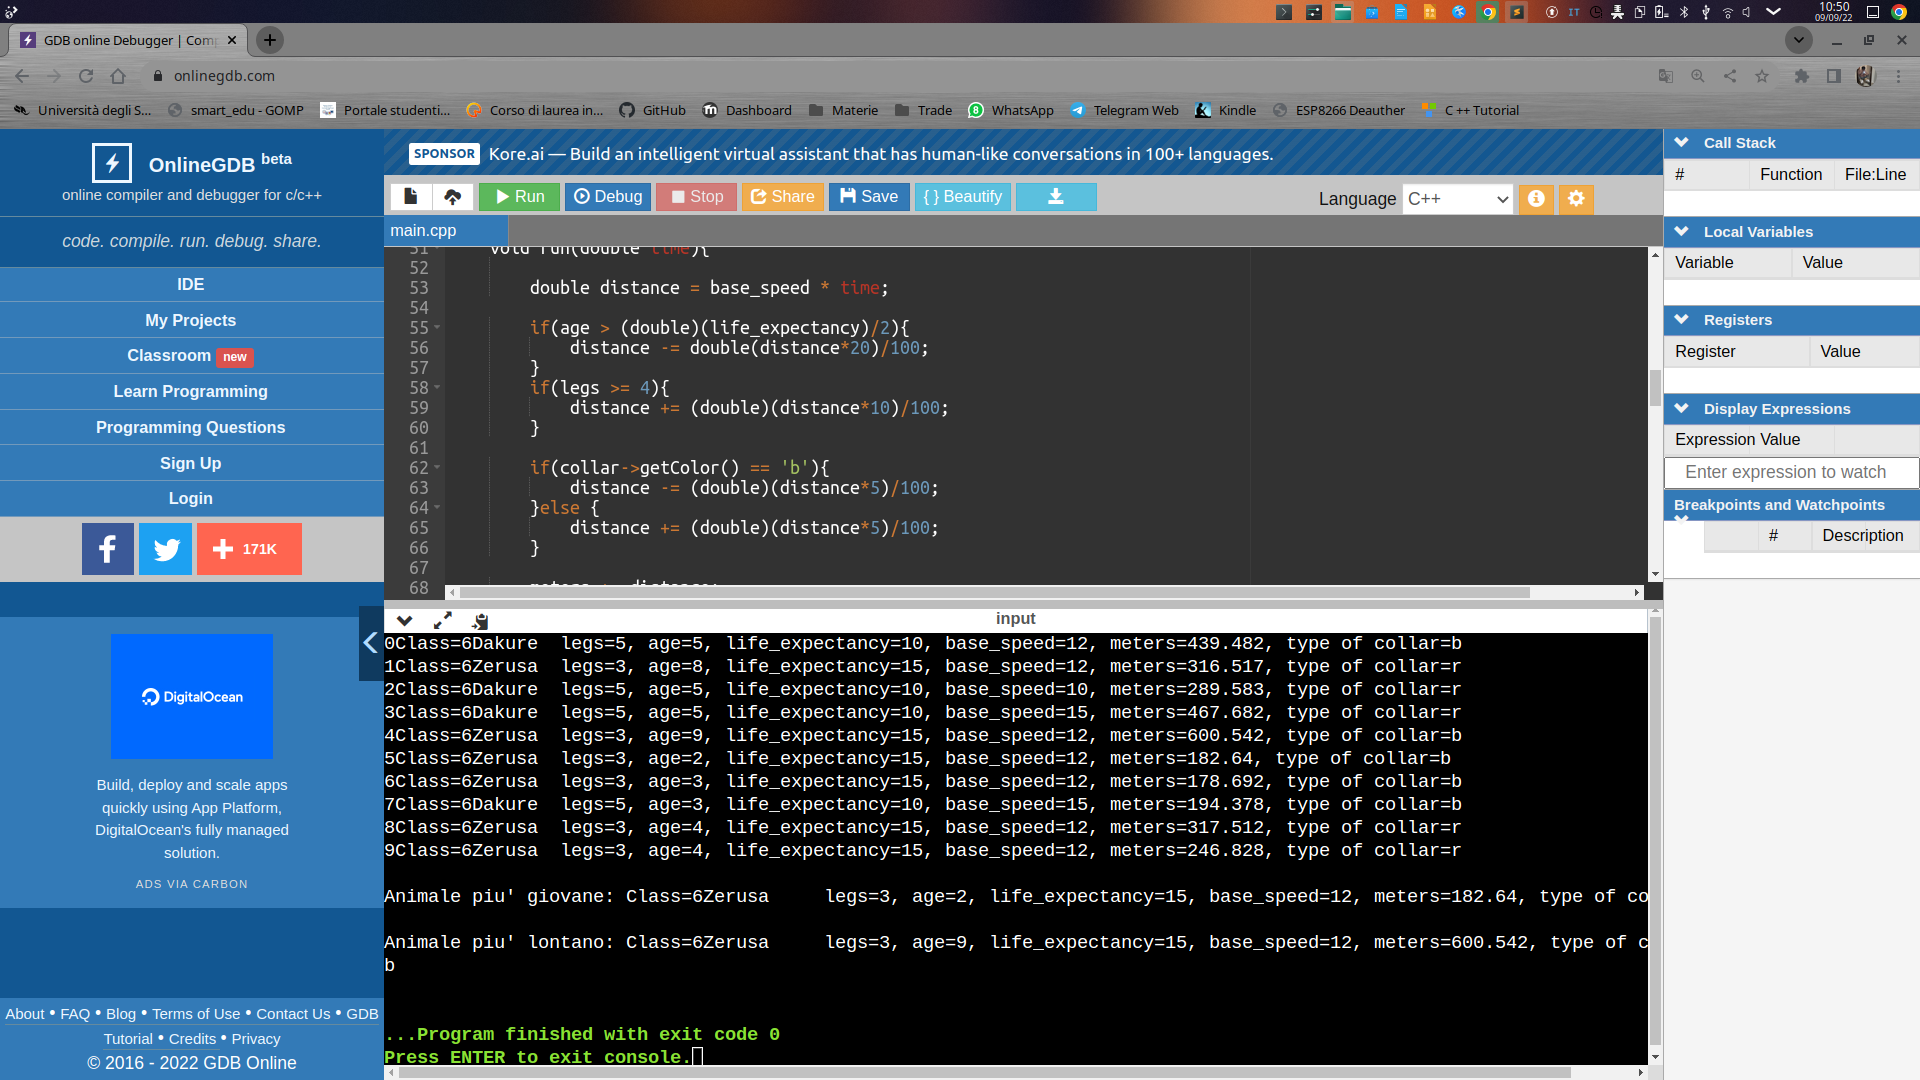 IT
10:50
09/09/22
GDB online Debugger | Com
onlinegdb.com
Università degli S...
smart_edu - GOMP
Portale studenti...
Corso di laurea in...
GitHub
Dashboard
Materie
Trade
WhatsApp
Telegram Web
Kindle
ESP8266 Deauther
C ++ Tutorial
OnlineGDB beta
online compiler and debugger for c/c++
code. compile. run. debug. share.
IDE
My Projects
Classroom new
Learn Programming
Programming Questions
Sign Up
Login
171K
DigitalOcean
Build, deploy and scale apps
quickly using App Platform,
DigitalOcean's fully managed
solution.
ADS VIA CARBON
About • FAQ • Blog • Terms of Use • Contact Us • GDB
Tutorial • Credits • Privacy
© 2016 - 2022 GDB Online
SPONSOR Kore.ai — Build an intelligent virtual assistant that has human-like conversations in 100+ languages.
Run Debug Stop Share Save { } Beautify
Language C++
main.cpp
51 void run(double time){
52
53 double distance = base_speed * time;
54
55 if(age > (double)(life_expectancy)/2){
56 distance -= double(distance*20)/100;
57 }
58 if(legs >= 4){
59 distance += (double)(distance*10)/100;
60 }
61
62 if(collar->getColor() == 'b'){
63 distance -= (double)(distance*5)/100;
64 }else {
65 distance += (double)(distance*5)/100;
66 }
67
68 meters += distance;
input
0Class=6Dakure legs=5, age=5, life_expectancy=10, base_speed=12, meters=439.482, type of collar=b
1Class=6Zerusa legs=3, age=8, life_expectancy=15, base_speed=12, meters=316.517, type of collar=r
2Class=6Dakure legs=5, age=5, life_expectancy=10, base_speed=10, meters=289.583, type of collar=r
3Class=6Dakure legs=5, age=5, life_expectancy=10, base_speed=15, meters=467.682, type of collar=r
4Class=6Zerusa legs=3, age=9, life_expectancy=15, base_speed=12, meters=600.542, type of collar=b
5Class=6Zerusa legs=3, age=2, life_expectancy=15, base_speed=12, meters=182.64, type of collar=b
6Class=6Zerusa legs=3, age=3, life_expectancy=15, base_speed=12, meters=178.692, type of collar=b
7Class=6Dakure legs=5, age=3, life_expectancy=10, base_speed=15, meters=194.378, type of collar=b
8Class=6Zerusa legs=3, age=4, life_expectancy=15, base_speed=12, meters=317.512, type of collar=r
9Class=6Zerusa legs=3, age=4, life_expectancy=15, base_speed=12, meters=246.828, type of collar=r
Animale piu' giovane: Class=6Zerusa legs=3, age=2, life_expectancy=15, base_speed=12, meters=182.64, type of co
Animale piu' lontano: Class=6Zerusa legs=3, age=9, life_expectancy=15, base_speed=12, meters=600.542, type of c
b
...Program finished with exit code 0
Press ENTER to exit console.
Call Stack
# Function File:Line
Local Variables
Variable Value
Registers
Register Value
Display Expressions
Expression Value
Enter expression to watch
Breakpoints and Watchpoints
# Description